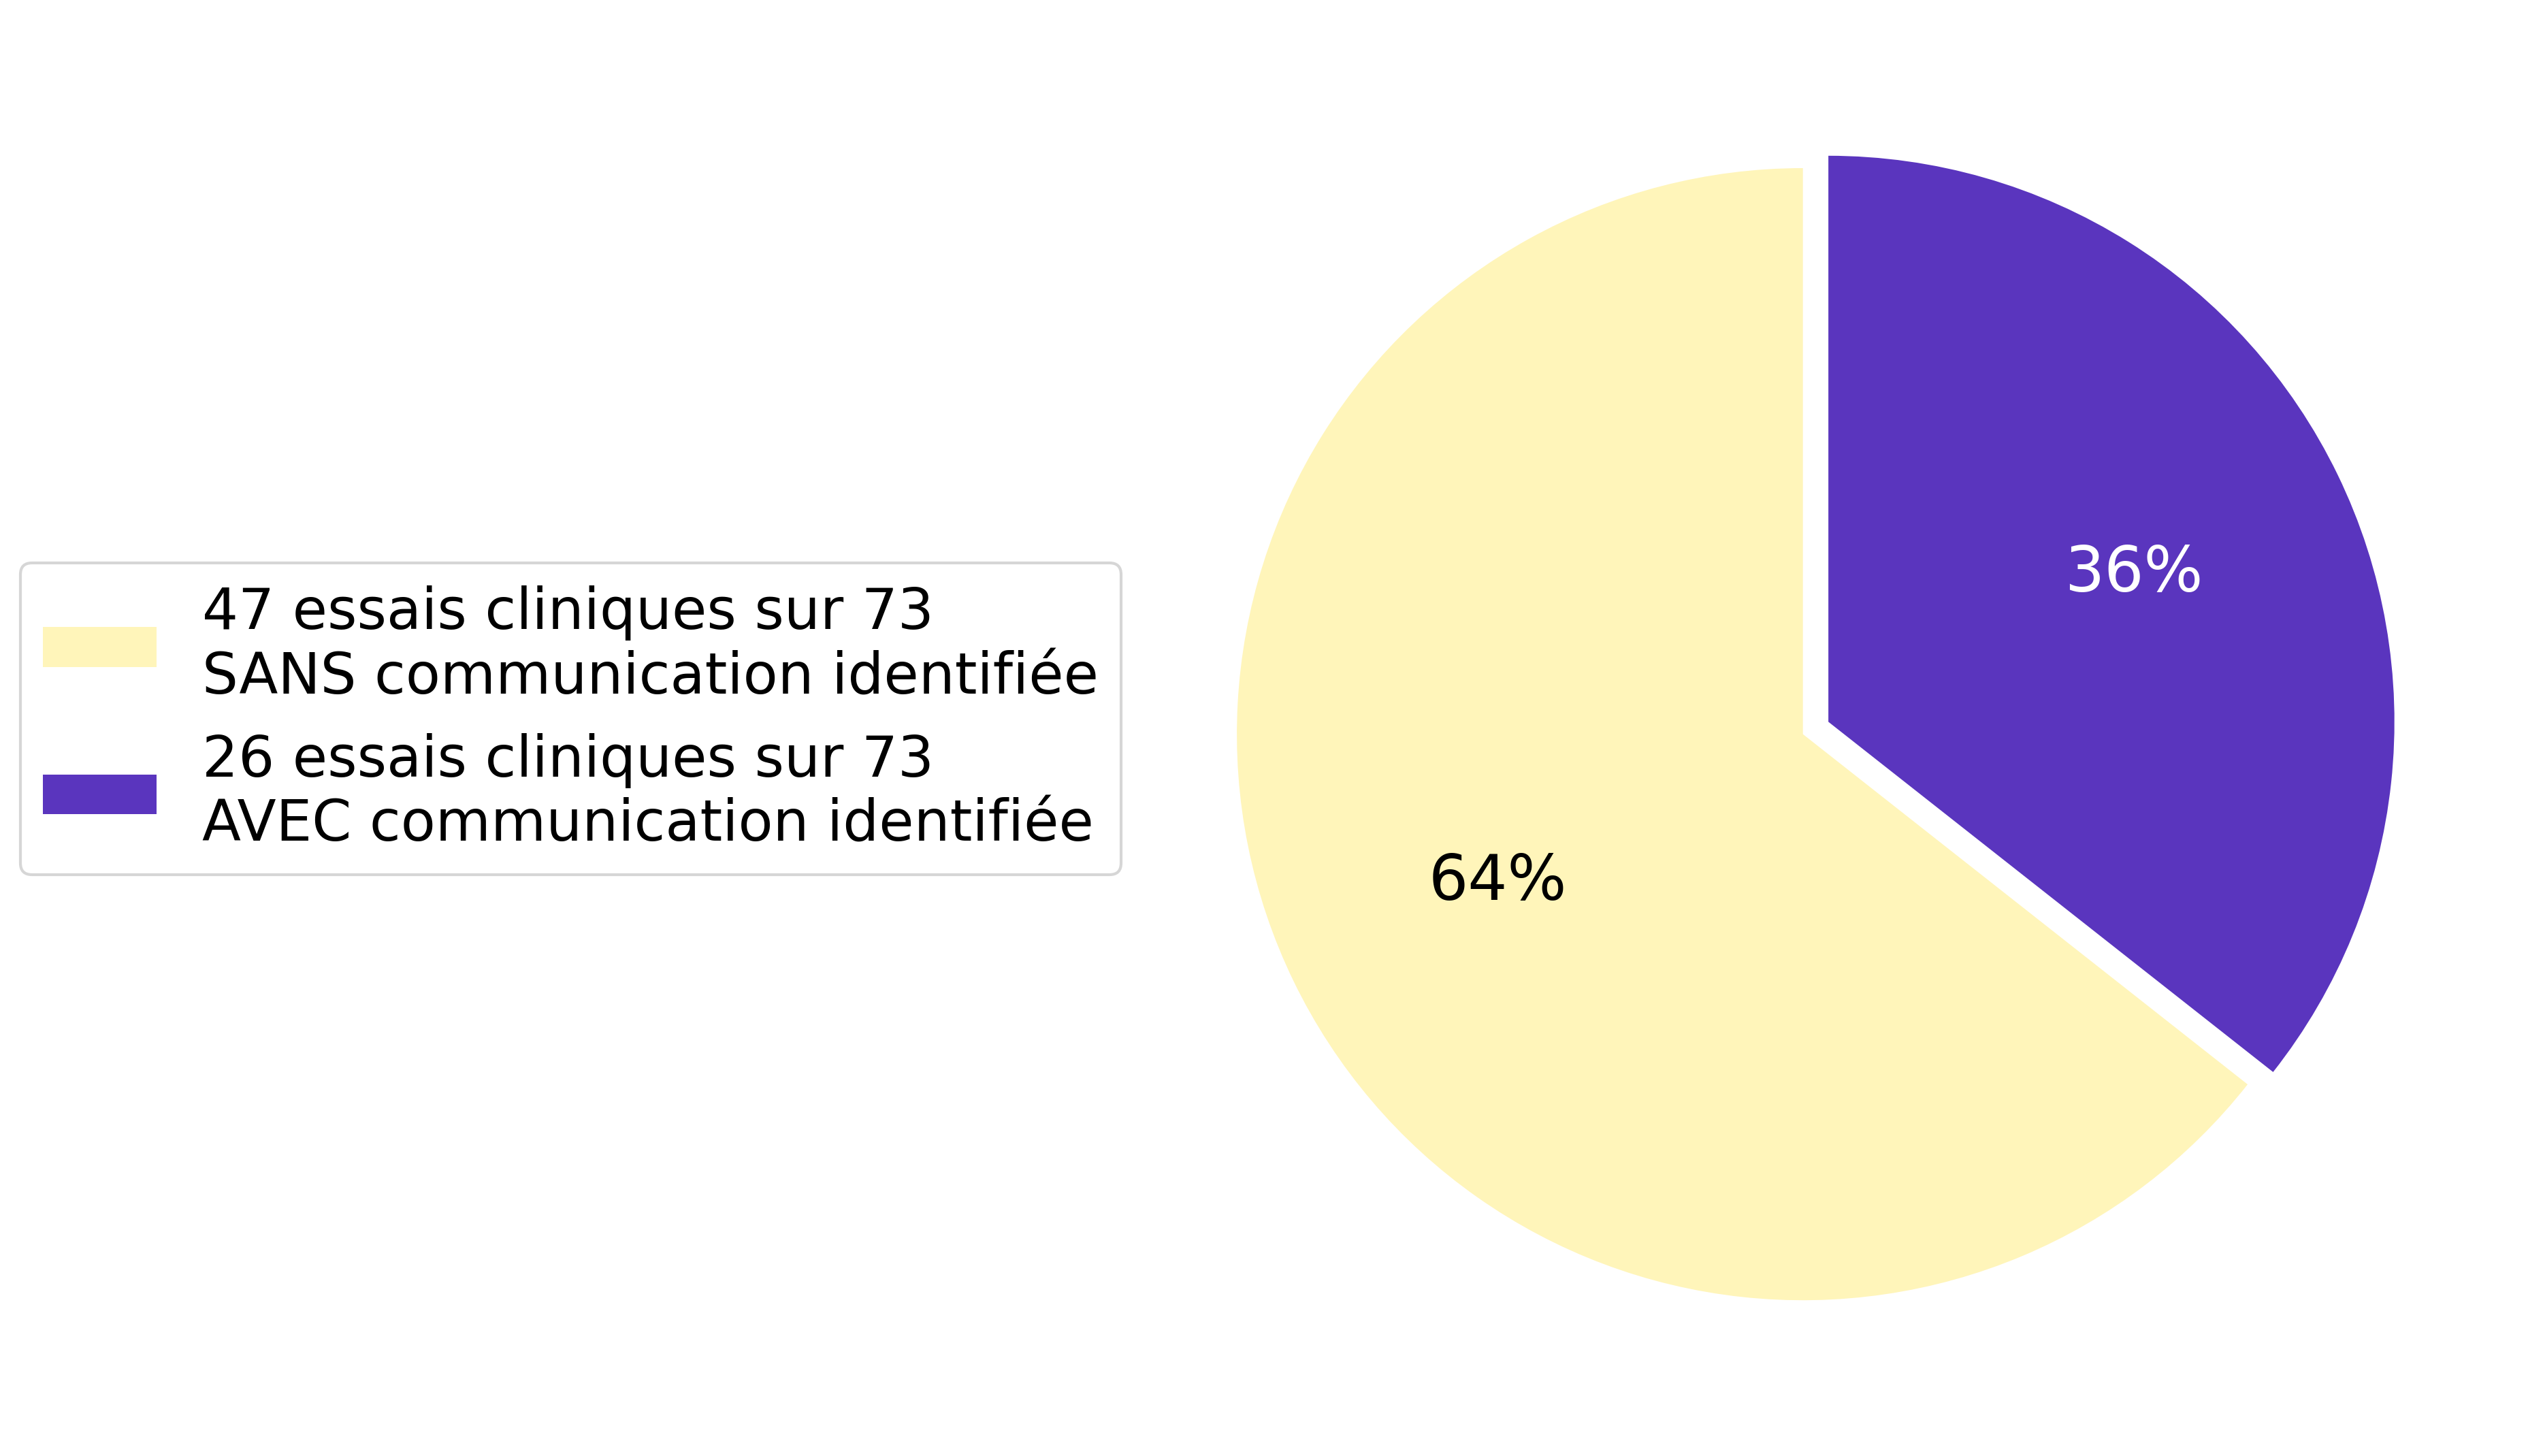 47 essais cliniques sur 73
SANS communication identifiée
26 essais cliniques sur 73
AVEC communication identifiée
36%
64%